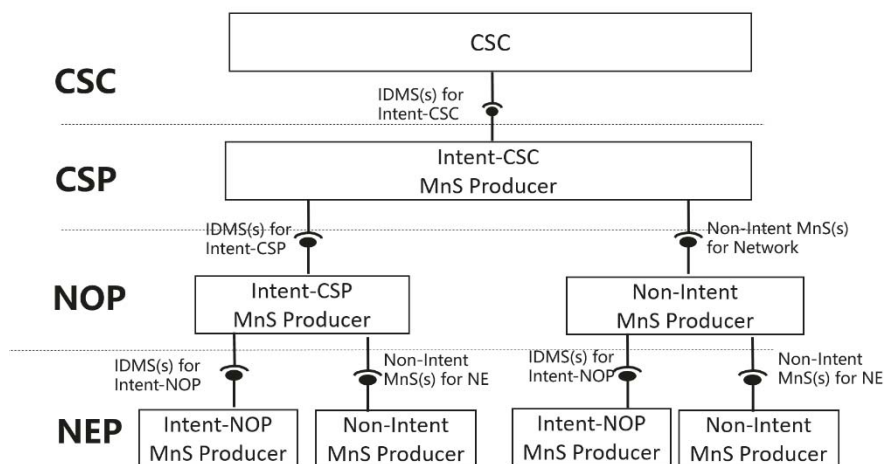 CSC
CSC
IDMS(s) for
Intent-CSC
CSP
Intent-CSC
MnS Producer
IDMS(s) for
Intent-CSP
Non-Intent MnS(s)
for Network
NOP
Intent-CSP
MnS Producer
Non-Intent
MnS Producer
IDMS(s) for
Intent-NOP
Non-Intent
MnS(s) for NE
IDMS(s) for
Intent-NOP
Non-Intent
MnS(s) for NE
NEP
Intent-NOP
MnS Producer
Non-Intent
MnS Producer
Intent-NOP
MnS Producer
Non-Intent
MnS Producer